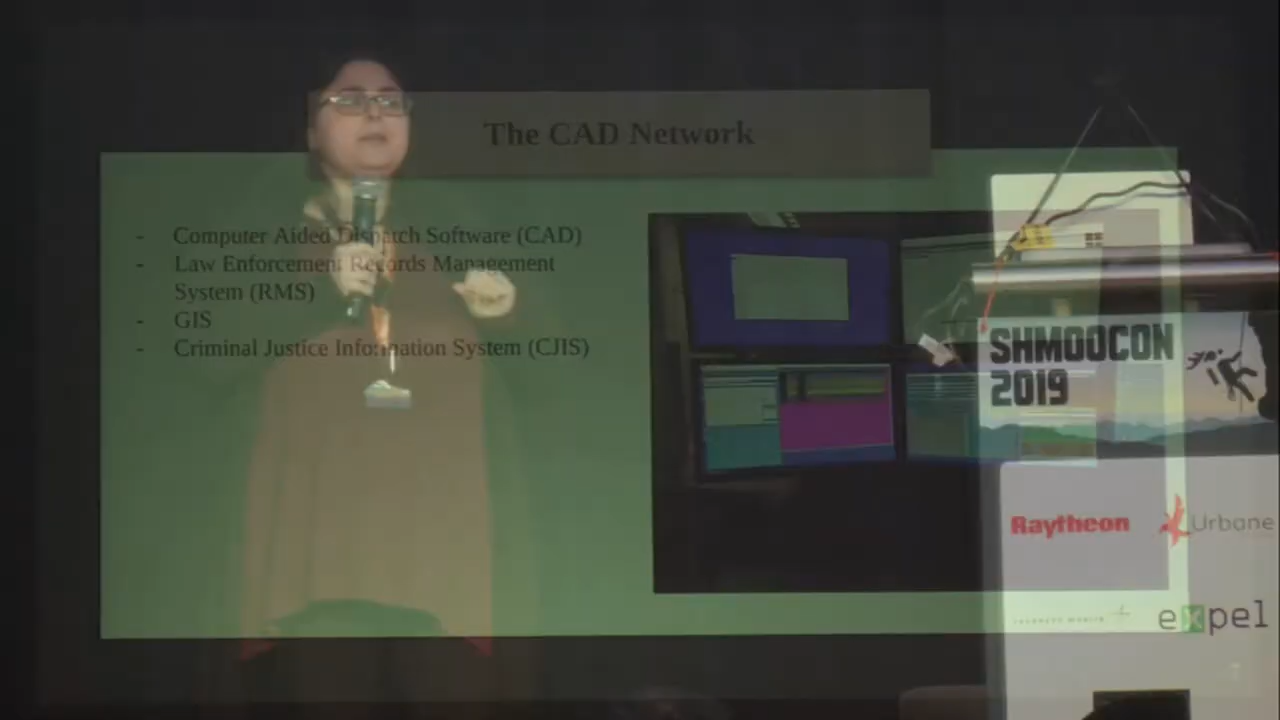 The CAD Network
- Computer Aided Dispatch Software (CAD)
- Law Enforcement Records Management
System (RMS)
- GIS
- Criminal Justice Information System (CJIS)
SHMOOCON
2019
Raytheon
Urbane
expel